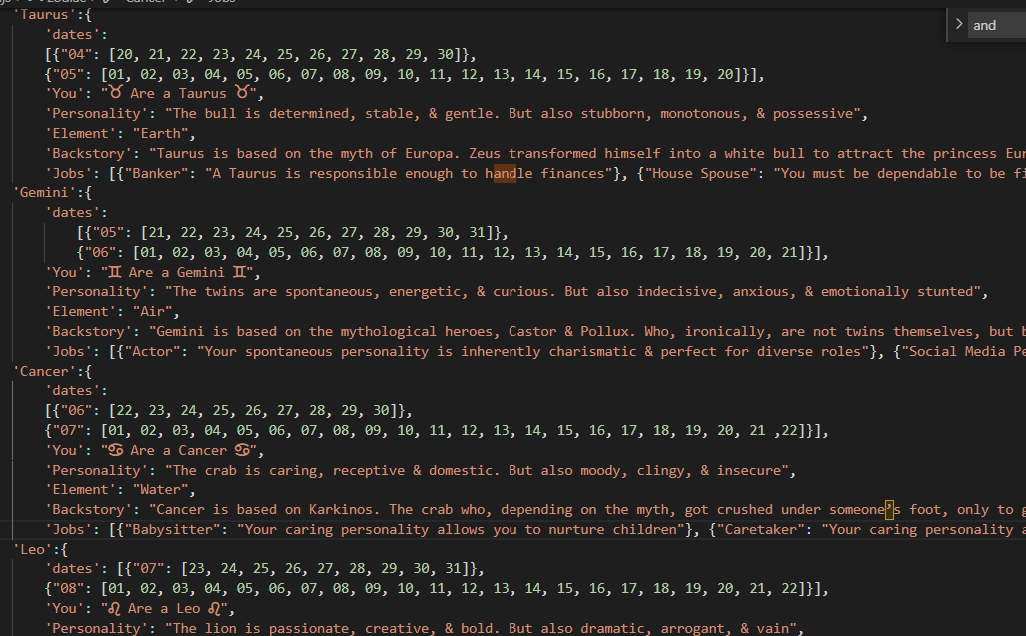 'Taurus':{
'dates':
[{"04": [20, 21, 22, 23, 24, 25, 26, 27, 28, 29, 30]},
{"05": [01, 02, 03, 04, 05, 06, 07, 08, 09, 10, 11, 12, 13, 14, 15, 16, 17, 18, 19, 20]}],
'You': "♉ Are a Taurus ♉",
'Personality': "The bull is determined, stable, & gentle. But also stubborn, monotonous, & possessive",
'Element': "Earth",
'Backstory': "Taurus is based on the myth of Europa. Zeus transformed himself into a white bull to attract the princess Eur
'Jobs': [{"Banker": "A Taurus is responsible enough to handle finances"}, {"House Spouse": "You must be dependable to be fi
'Gemini':{
'dates':
[{"05": [21, 22, 23, 24, 25, 26, 27, 28, 29, 30, 31]},
{"06": [01, 02, 03, 04, 05, 06, 07, 08, 09, 10, 11, 12, 13, 14, 15, 16, 17, 18, 19, 20, 21]}],
'You': "♊ Are a Gemini ♊",
'Personality': "The twins are spontaneous, energetic, & curious. But also indecisive, anxious, & emotionally stunted",
'Element': "Air",
'Backstory': "Gemini is based on the mythological heroes, Castor & Pollux. Who, ironically, are not twins themselves, but b
'Jobs': [{"Actor": "Your spontaneous personality is inherently charismatic & perfect for diverse roles"}, {"Social Media Pe
'Cancer':{
'dates':
[{"06": [22, 23, 24, 25, 26, 27, 28, 29, 30]},
{"07": [01, 02, 03, 04, 05, 06, 07, 08, 09, 10, 11, 12, 13, 14, 15, 16, 17, 18, 19, 20, 21 ,22]}],
'You': "♋ Are a Cancer ♋",
'Personality': "The crab is caring, receptive & domestic. But also moody, clingy, & insecure",
'Element': "Water",
'Backstory': "Cancer is based on Karkinos. The crab who, depending on the myth, got crushed under someone’s foot, only to g
'Jobs': [{"Babysitter": "Your caring personality allows you to nurture children"}, {"Caretaker": "Your caring personality a
'Leo':{
'dates': [{"07": [23, 24, 25, 26, 27, 28, 29, 30, 31]},
{"08": [01, 02, 03, 04, 05, 06, 07, 08, 09, 10, 11, 12, 13, 14, 15, 16, 17, 18, 19, 20, 21, 22]}],
'You': "♌ Are a Leo ♌",
'Personality': "The lion is passionate, creative, & bold. But also dramatic, arrogant, & vain",
and